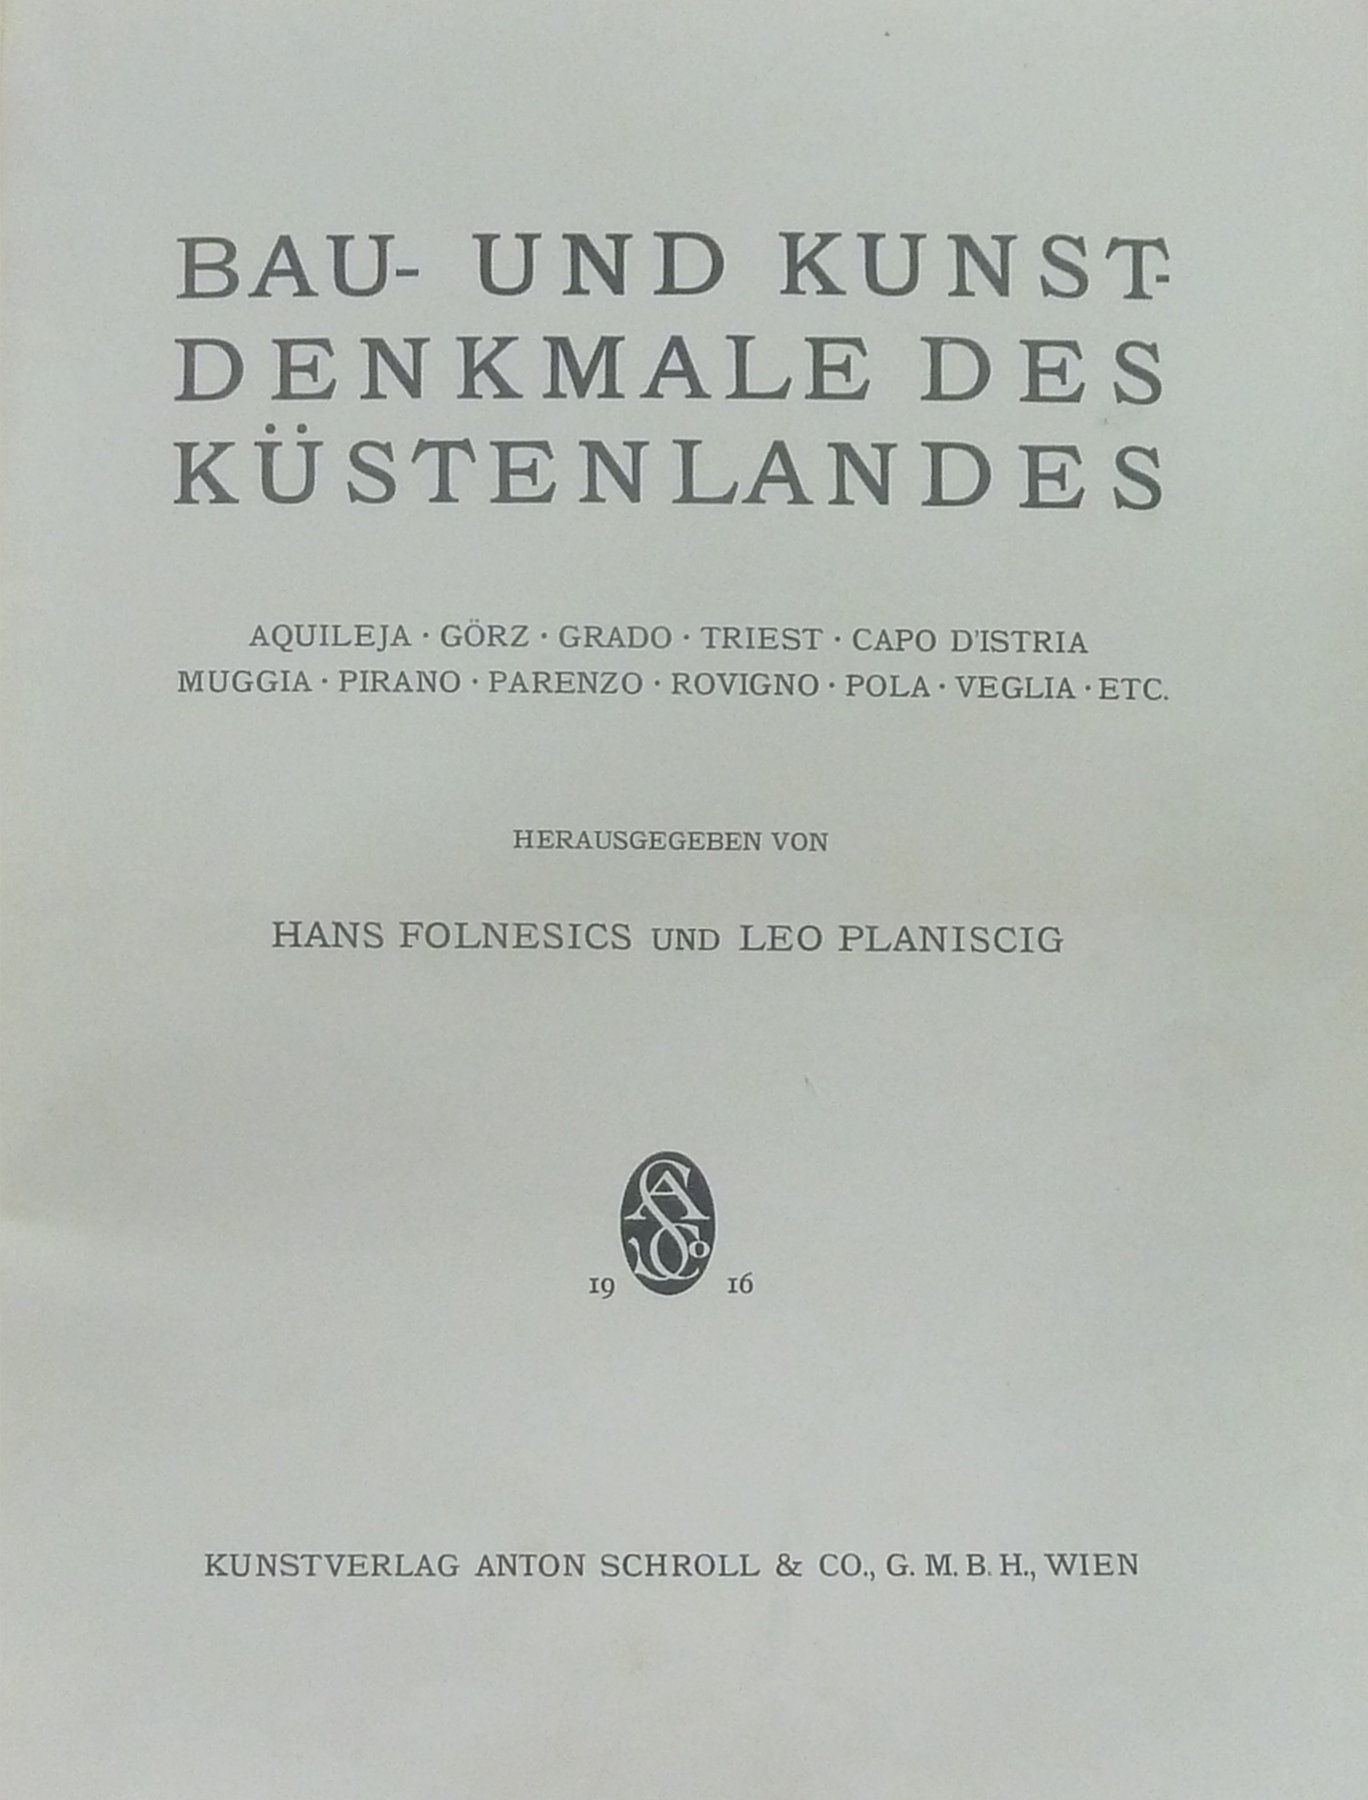 BAU- UND KUNST-
DENKMALE DES
KÜSTENLANDES
AQUILEJA · GÖRZ · GRADO · TRIEST · CAPO D'ISTRIA
MUGGIA · PIRANO · PARENZO · ROVIGNO · POLA · VEGLIA · ETC.
HERAUSGEGEBEN VON
HANS FOLNESICS UND LEO PLANISCIG
19 16
KUNSTVERLAG ANTON SCHROLL & CO., G. M. B. H., WIEN